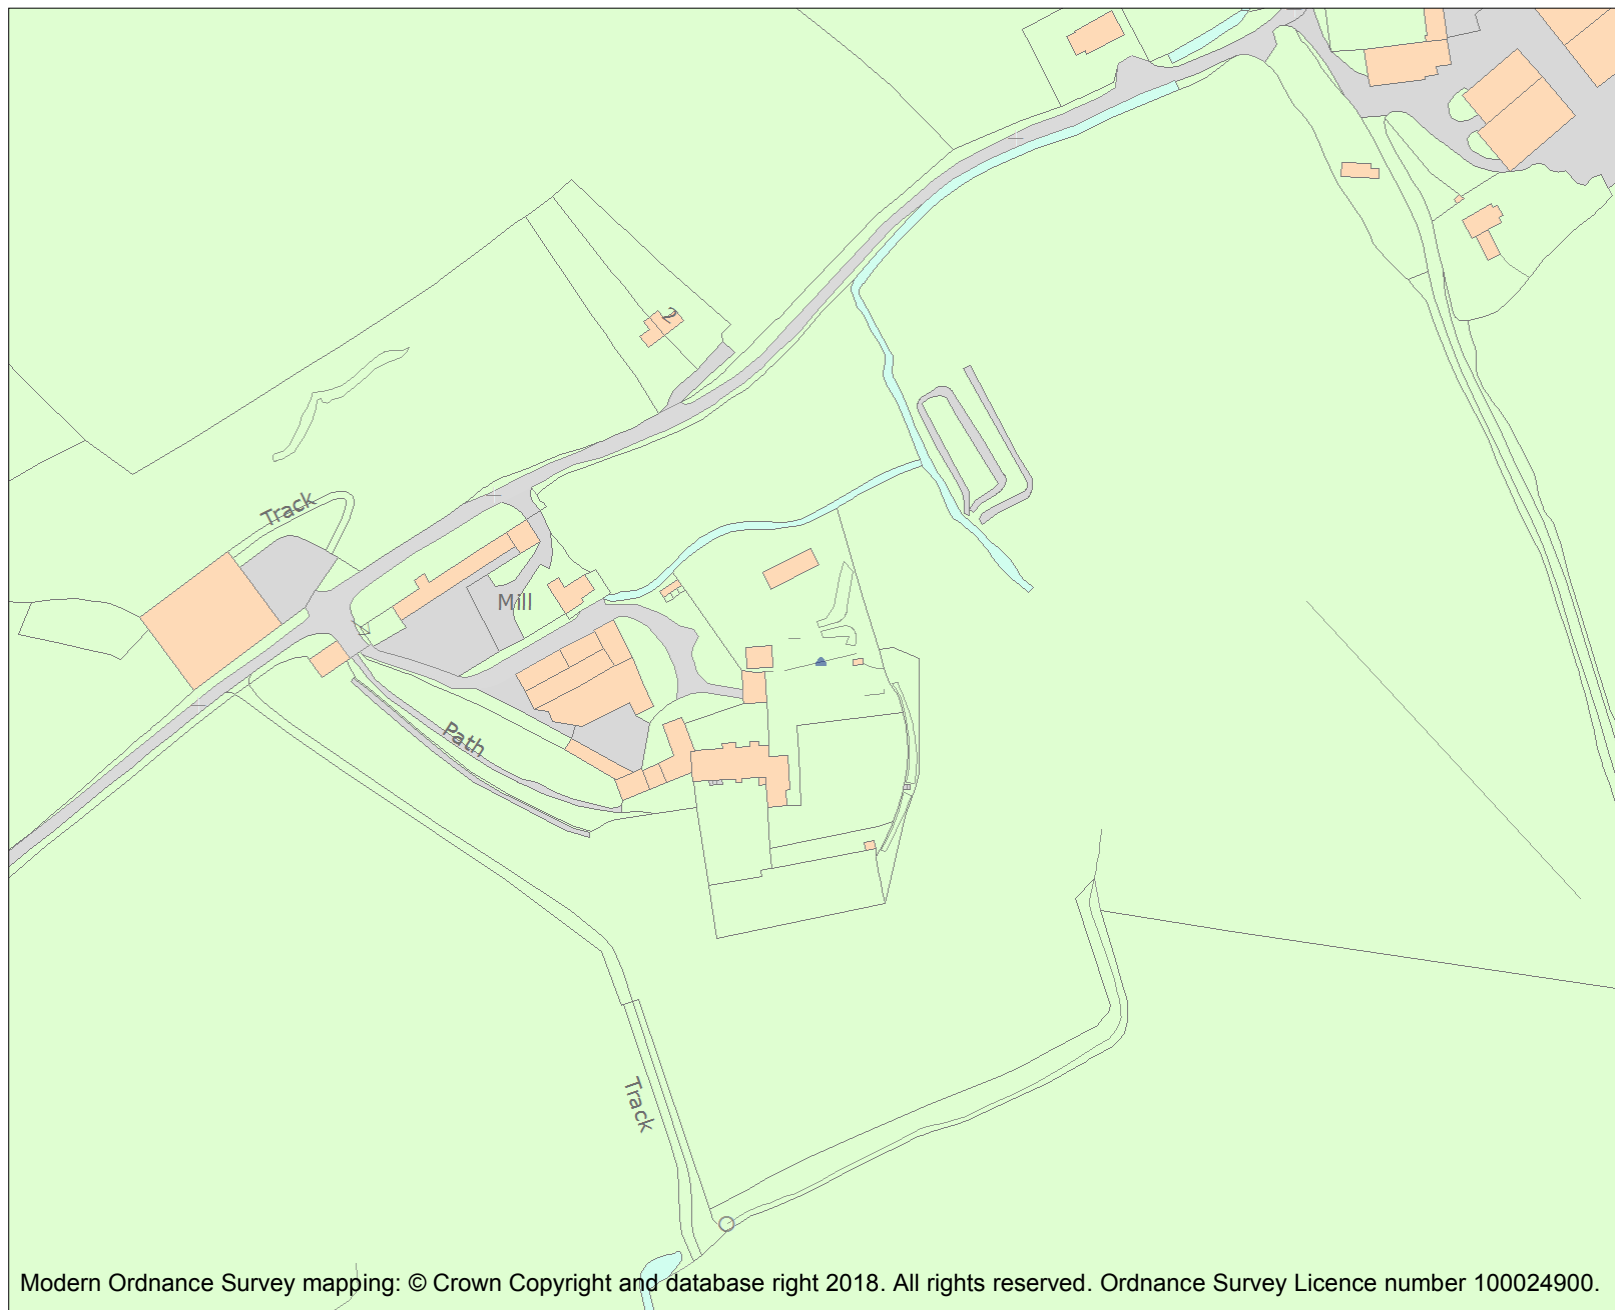 2
Track
Mill
Path
Track
Modern Ordnance Survey mapping: © Crown Copyright and database right 2018. All rights reserved. Ordnance Survey Licence number 100024900.